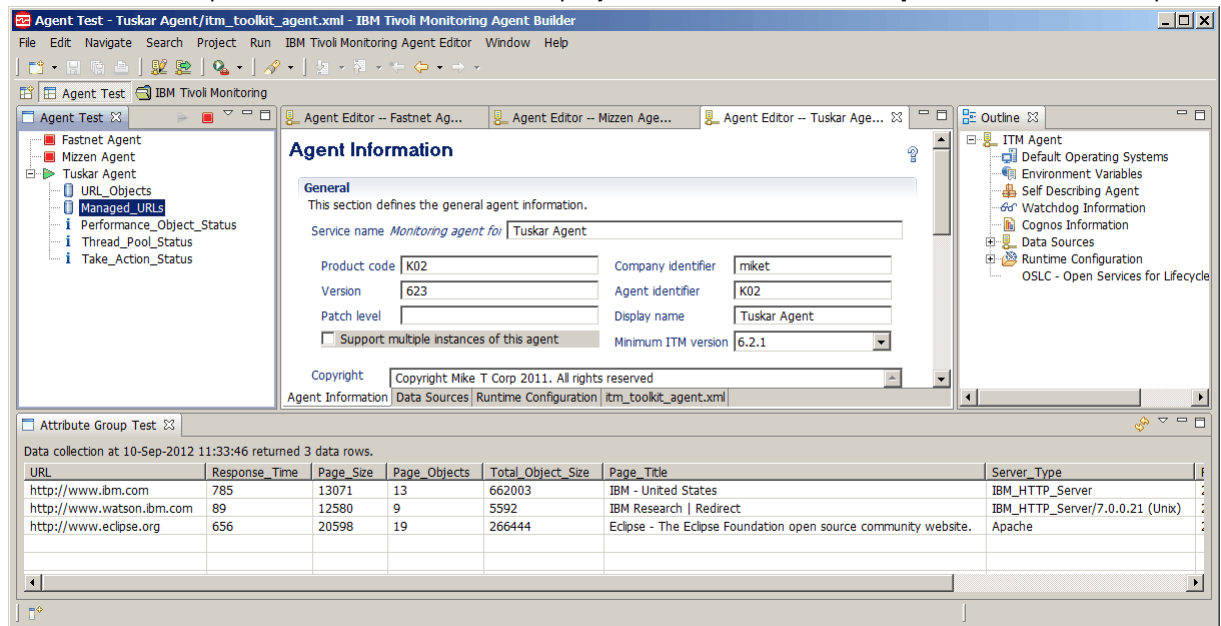 Agent Test - Tuskar Agent/itm_toolkit_agent.xml - IBM Tivoli Monitoring Agent Builder
File Edit Navigate Search Project Run IBM Tivoli Monitoring Agent Editor Window Help
Agent Test IBM Tivoli Monitoring
Agent Test
Fastnet Agent
Mizzen Agent
Tuskar Agent
URL_Objects
Managed_URLs
Performance_Object_Status
Thread_Pool_Status
Take_Action_Status
Agent Editor -- Fastnet Ag... Agent Editor -- Mizzen Age... Agent Editor -- Tuskar Age...
Agent Information
General
This section defines the general agent information.
Service name Monitoring agent for Tuskar Agent
Product code K02 Company identifier miket
Version 623 Agent identifier K02
Patch level Display name Tuskar Agent
Support multiple instances of this agent Minimum ITM version 6.2.1
Copyright Copyright Mike T Corp 2011. All rights reserved
Agent Information Data Sources Runtime Configuration itm_toolkit_agent.xml
Outline
ITM Agent
Default Operating Systems
Environment Variables
Self Describing Agent
Watchdog Information
Cognos Information
Data Sources
Runtime Configuration
OSLC - Open Services for Lifecycle
Attribute Group Test
Data collection at 10-Sep-2012 11:33:46 returned 3 data rows.
URL Response_Time Page_Size Page_Objects Total_Object_Size Page_Title Server_Type
http://www.ibm.com 785 13071 13 662003 IBM - United States IBM_HTTP_Server
http://www.watson.ibm.com 89 12580 9 5592 IBM Research | Redirect IBM_HTTP_Server/7.0.0.21 (Unix)
http://www.eclipse.org 656 20598 19 266444 Eclipse - The Eclipse Foundation open source community website. Apache